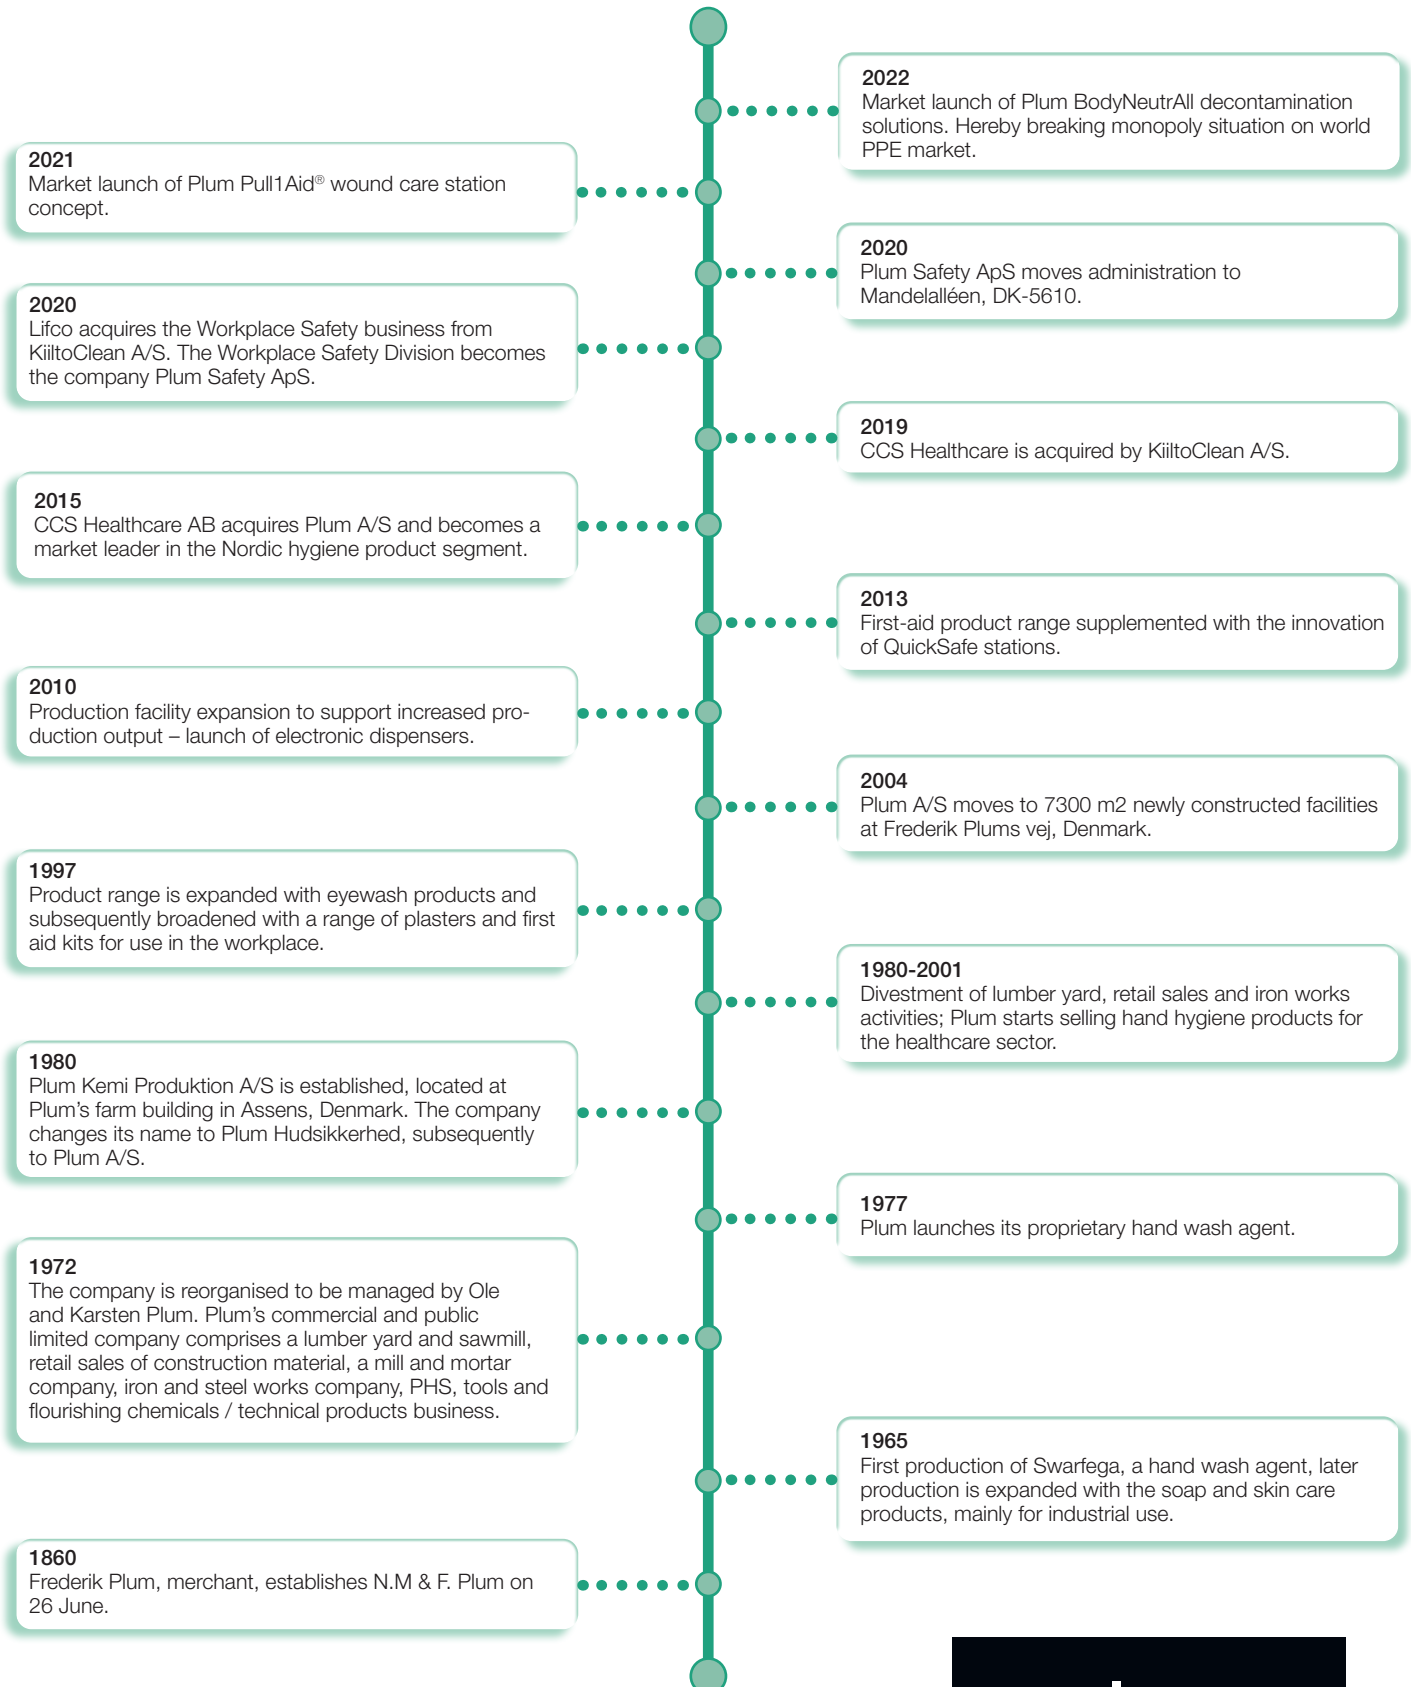 2022
Market launch of Plum BodyNeutrAll decontamination
solutions. Hereby breaking monopoly situation on world
PPE market.
2021
Market launch of Plum Pull1Aid® wound care station
concept.
2020
Plum Safety ApS moves administration to
Mandelalléen, DK-5610.
2020
Lifco acquires the Workplace Safety business from
KiiltoClean A/S. The Workplace Safety Division becomes
the company Plum Safety ApS.
2019
CCS Healthcare is acquired by KiiltoClean A/S.
2015
CCS Healthcare AB acquires Plum A/S and becomes a
market leader in the Nordic hygiene product segment.
2013
First-aid product range supplemented with the innovation
of QuickSafe stations.
2010
Production facility expansion to support increased pro-
duction output – launch of electronic dispensers.
2004
Plum A/S moves to 7300 m2 newly constructed facilities
at Frederik Plums vej, Denmark.
1997
Product range is expanded with eyewash products and
subsequently broadened with a range of plasters and first
aid kits for use in the workplace.
1980-2001
Divestment of lumber yard, retail sales and iron works
activities; Plum starts selling hand hygiene products for
the healthcare sector.
1980
Plum Kemi Produktion A/S is established, located at
Plum’s farm building in Assens, Denmark. The company
changes its name to Plum Hudsikkerhed, subsequently
to Plum A/S.
1977
Plum launches its proprietary hand wash agent.
1972
The company is reorganised to be managed by Ole
and Karsten Plum. Plum’s commercial and public
limited company comprises a lumber yard and sawmill,
retail sales of construction material, a mill and mortar
company, iron and steel works company, PHS, tools and
flourishing chemicals / technical products business.
1965
First production of Swarfega, a hand wash agent, later
production is expanded with the soap and skin care
products, mainly for industrial use.
1860
Frederik Plum, merchant, establishes N.M & F. Plum on
26 June.